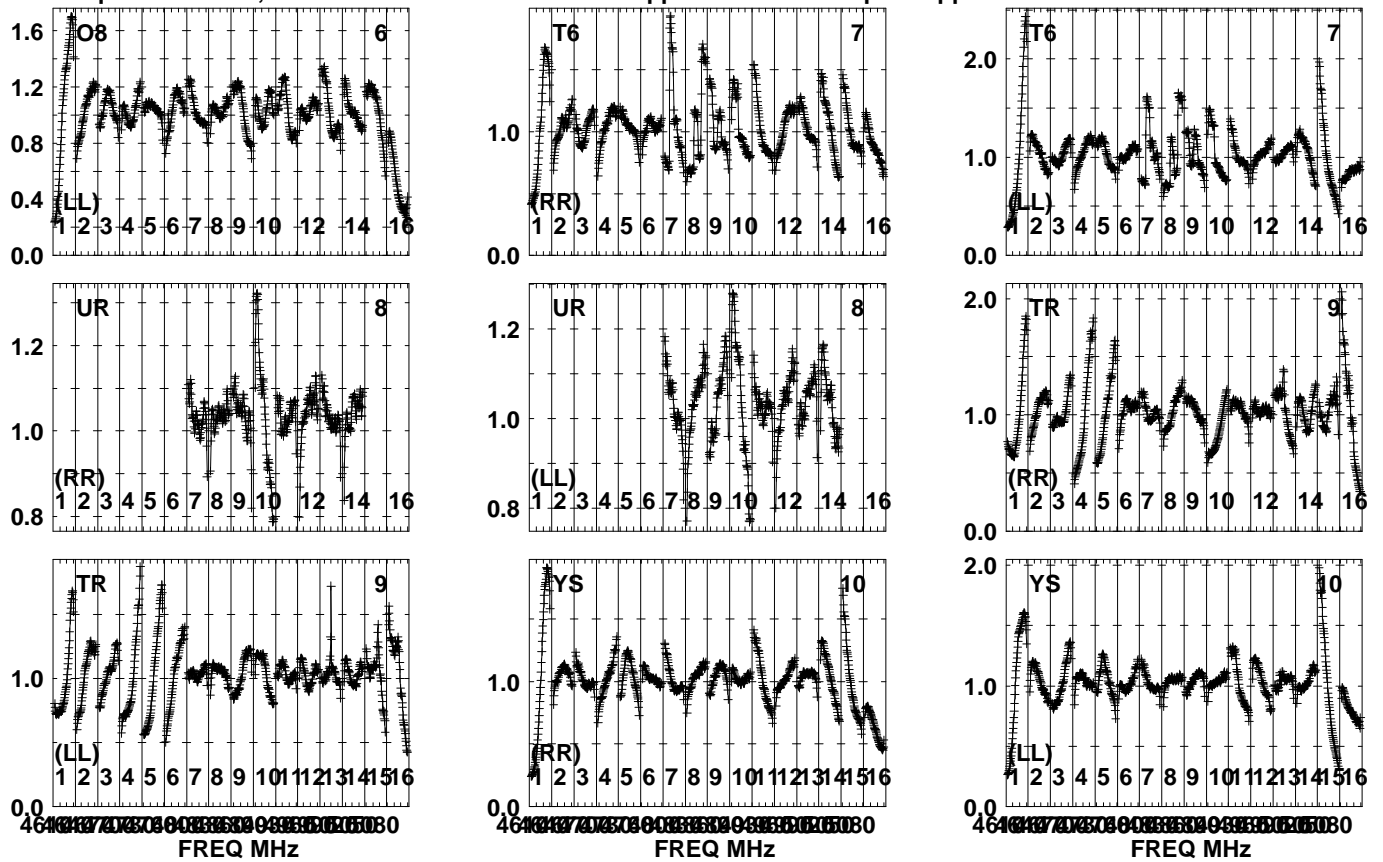 1.6
1.2
1.0
0.8
0.4
0.0
O8 6
(LL)
1 2 3 4 5 6 7 8 9 10 12 16
1.0
0.0
T6 7
(RR)
1 2 3 4 5 6 7 8 9 10 12 14 16
2.0
1.0
0.0
T6 7
(LL)
1 2 3 4 5 6 7 8 9 10 12 14 16
1.2
1.0
0.8
UR 8
(RR)
1 2 3 4 5 6 7 8 9 10 12 14 16
1.2
1.0
0.8
UR 8
(LL)
1 2 3 4 5 6 7 8 9 10 12 14 16
2.0
1.0
0.0
TR 9
(RR)
1 2 3 4 5 6 7 8 9 10 12 14 16
1.0
0.0
TR 9
(LL)
1 2 3 4 5 6 7 8 9 10 11 12 13 15 16
FREQ MHz
1.0
0.0
YS 10
(RR)
1 2 3 4 5 6 7 8 9 10 11 12 13 14 15 16
FREQ MHz
2.0
1.0
0.0
YS 10
(LL)
1 2 3 4 5 6 7 8 9 10 11 12 13 14 15 16
FREQ MHz